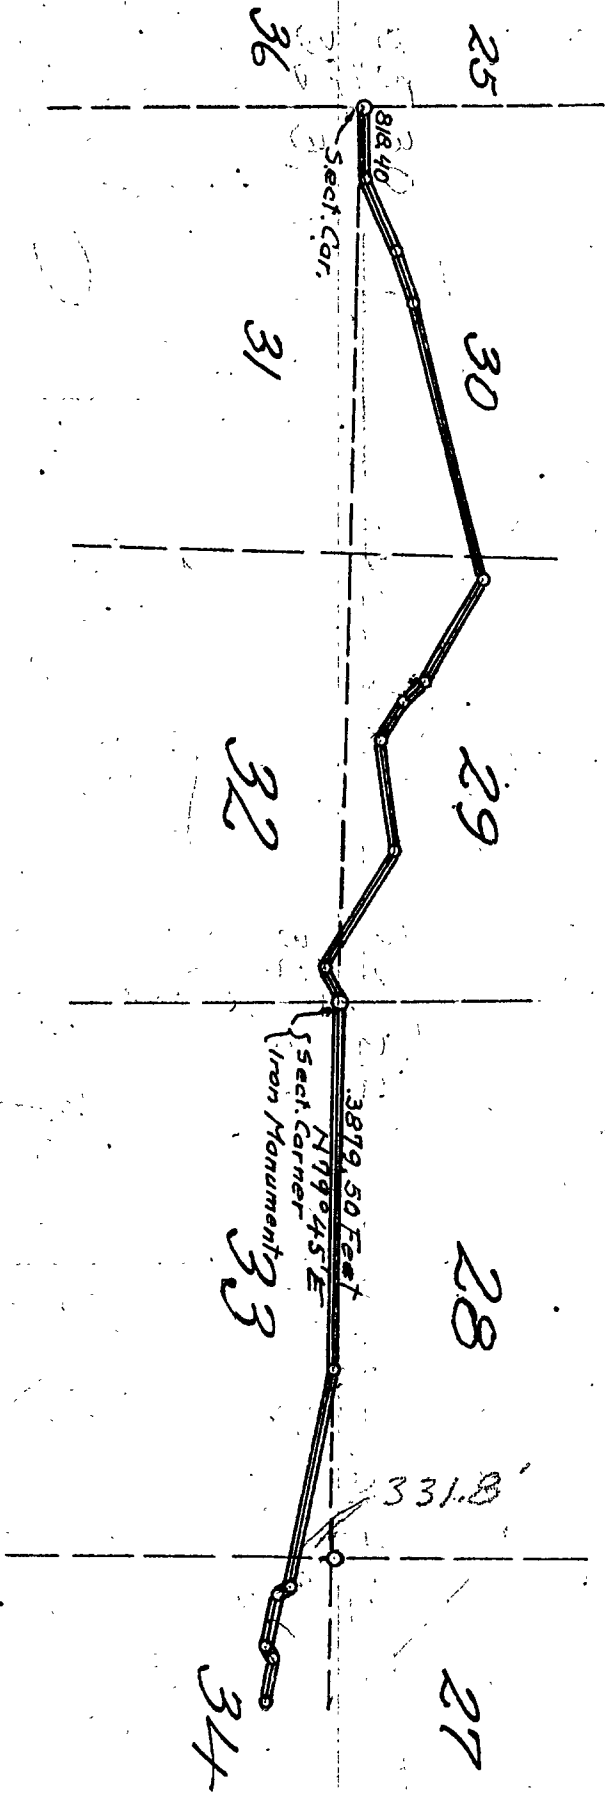 25
36
818.40
Sect. Cor.
30
31
29
32
3879.50 Feet
N 79° 45' E
Sect. Corner
Iron Monument
28
33
331.8'
27
34